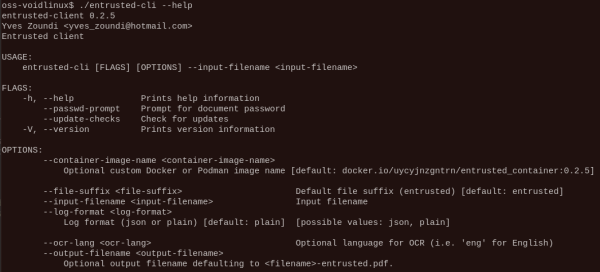 oss-voidlinux$ ./entrusted-cli --help
entrusted-client 0.2.5
Yves Zoundi <yves_zoundi@hotmail.com>
Entrusted client
USAGE:
entrusted-cli [FLAGS] [OPTIONS] --input-filename <input-filename>
FLAGS:
-h, --help Prints help information
--passwd-prompt Prompt for document password
--update-checks Check for updates
-V, --version Prints version information
OPTIONS:
--container-image-name <container-image-name>
Optional custom Docker or Podman image name [default: docker.io/uycyjnzgntrn/entrusted_container:0.2.5]
--file-suffix <file-suffix> Default file suffix (entrusted) [default: entrusted]
--input-filename <input-filename> Input filename
--log-format <log-format>
Log format (json or plain) [default: plain] [possible values: json, plain]
--ocr-lang <ocr-lang> Optional language for OCR (i.e. 'eng' for English)
--output-filename <output-filename>
Optional output filename defaulting to <filename>-entrusted.pdf.